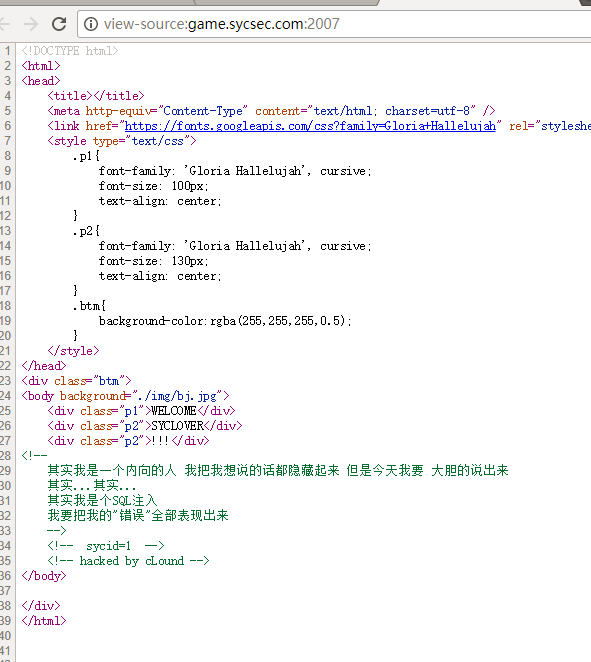 view-source:game.sycsec.com:2007
1 <!DOCTYPE html>
2 <html>
3 <head>
4 <title></title>
5 <meta http-equiv="Content-Type" content="text/html; charset=utf-8" />
6 <link href="https://fonts.googleapis.com/css?family=Gloria+Hallelujah" rel="styleshe
7 <style type="text/css">
8 .p1{
9 font-family: 'Gloria Hallelujah', cursive;
10 font-size: 100px;
11 text-align: center;
12 }
13 .p2{
14 font-family: 'Gloria Hallelujah', cursive;
15 font-size: 130px;
16 text-align: center;
17 }
18 .btm{
19 background-color:rgba(255,255,255,0.5);
20 }
21 </style>
22 </head>
23 <div class="btm">
24 <body background="./img/bj.jpg">
25 <div class="p1">WELCOME</div>
26 <div class="p2">SYCLOVER</div>
27 <div class="p2">!!!</div>
28 <!--
29 其实我是一个内向的人 我把我想说的话都隐藏起来 但是今天我要 大胆的说出来
30 其实...其实...
31 其实我是个SQL注入
32 我要把我的"错误"全部表现出来
33 -->
34 <!-- sycid=1 -->
35 <!-- hacked by cLound -->
36 </body>
37
38 </div>
39 </html>
40
41